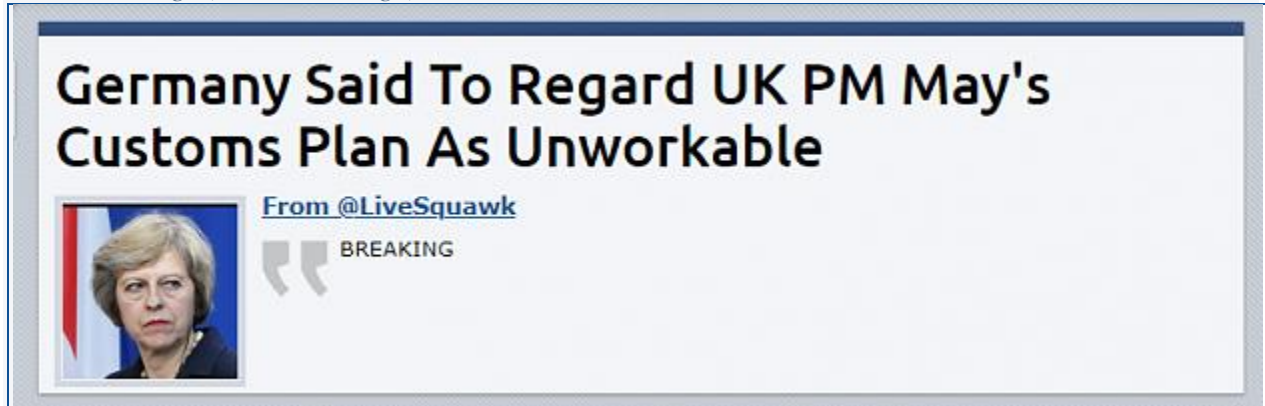 Germany Said To Regard UK PM May's
Customs Plan As Unworkable
From @LiveSquawk
BREAKING